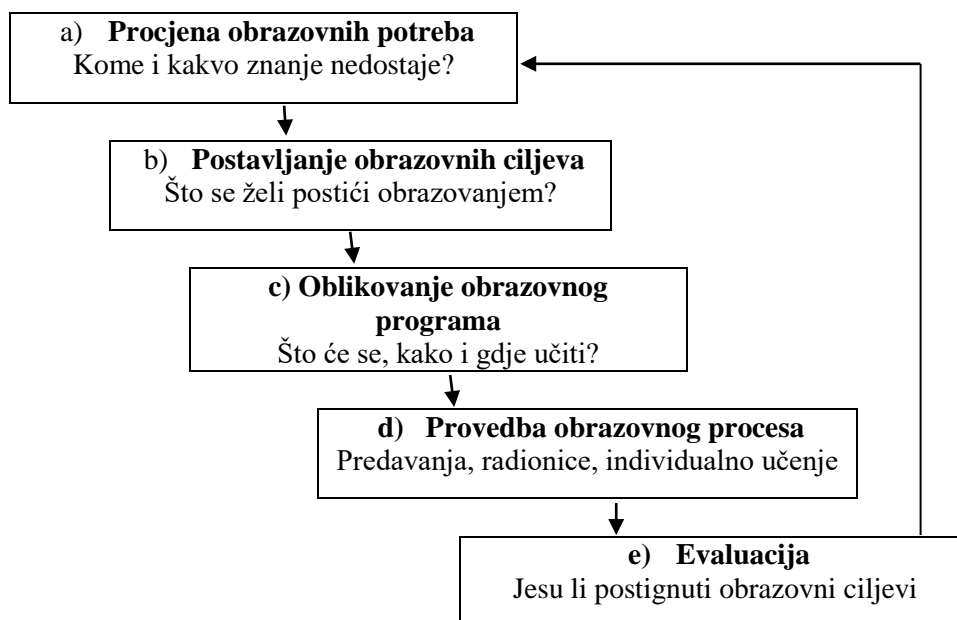 a) Procjena obrazovnih potreba
Kome i kakvo znanje nedostaje?
b) Postavljanje obrazovnih ciljeva
Što se želi postići obrazovanjem?
c) Oblikovanje obrazovnog
programa
Što će se, kako i gdje učiti?
d) Provedba obrazovnog procesa
Predavanja, radionice, individualno učenje
e) Evaluacija
Jesu li postignuti obrazovni ciljevi